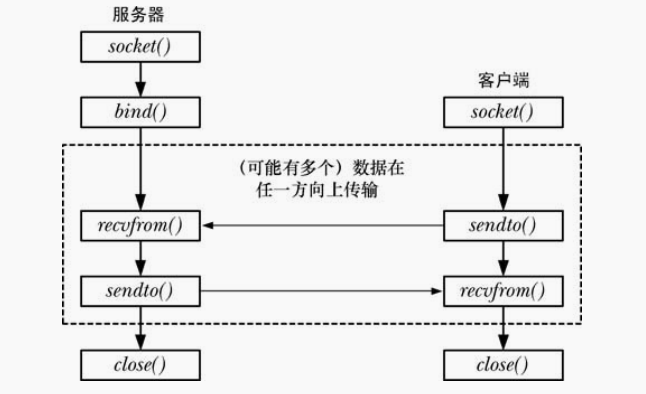 服务器
socket()
客户端
bind()
socket()
(可能有多个) 数据在
任一方向上传输
recvfrom()
sendto()
sendto()
recvfrom()
close()
close()